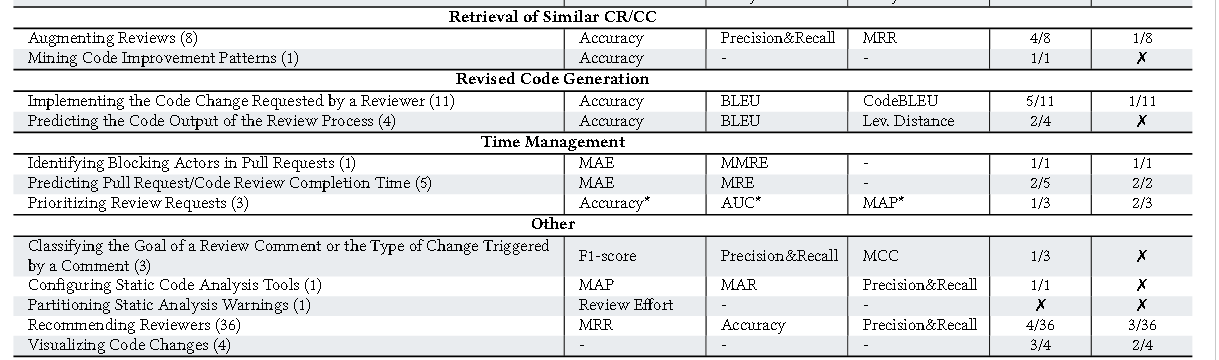 Retrieval of Similar CR/CC
Augmenting Reviews (8) Accuracy Precision&Recall MRR 4/8 1/8
Mining Code Improvement Patterns (1) Accuracy - - 1/1 ✗
Revised Code Generation
Implementing the Code Change Requested by a Reviewer (11) Accuracy BLEU CodeBLEU 5/11 1/11
Predicting the Code Output of the Review Process (4) Accuracy BLEU Lev. Distance 2/4 ✗
Time Management
Identifying Blocking Actors in Pull Requests (1) MAE MMRE - 1/1 1/1
Predicting Pull Request/Code Review Completion Time (5) MAE MRE - 2/5 2/2
Prioritizing Review Requests (3) Accuracy* AUC* MAP* 1/3 2/3
Other
Classifying the Goal of a Review Comment or the Type of Change Triggered
by a Comment (3) F1-score Precision&Recall MCC 1/3 ✗
Configuring Static Code Analysis Tools (1) MAP MAR Precision&Recall 1/1 ✗
Partitioning Static Analysis Warnings (1) Review Effort - - ✗ ✗
Recommending Reviewers (36) MRR Accuracy Precision&Recall 4/36 3/36
Visualizing Code Changes (4) - - - 3/4 2/4